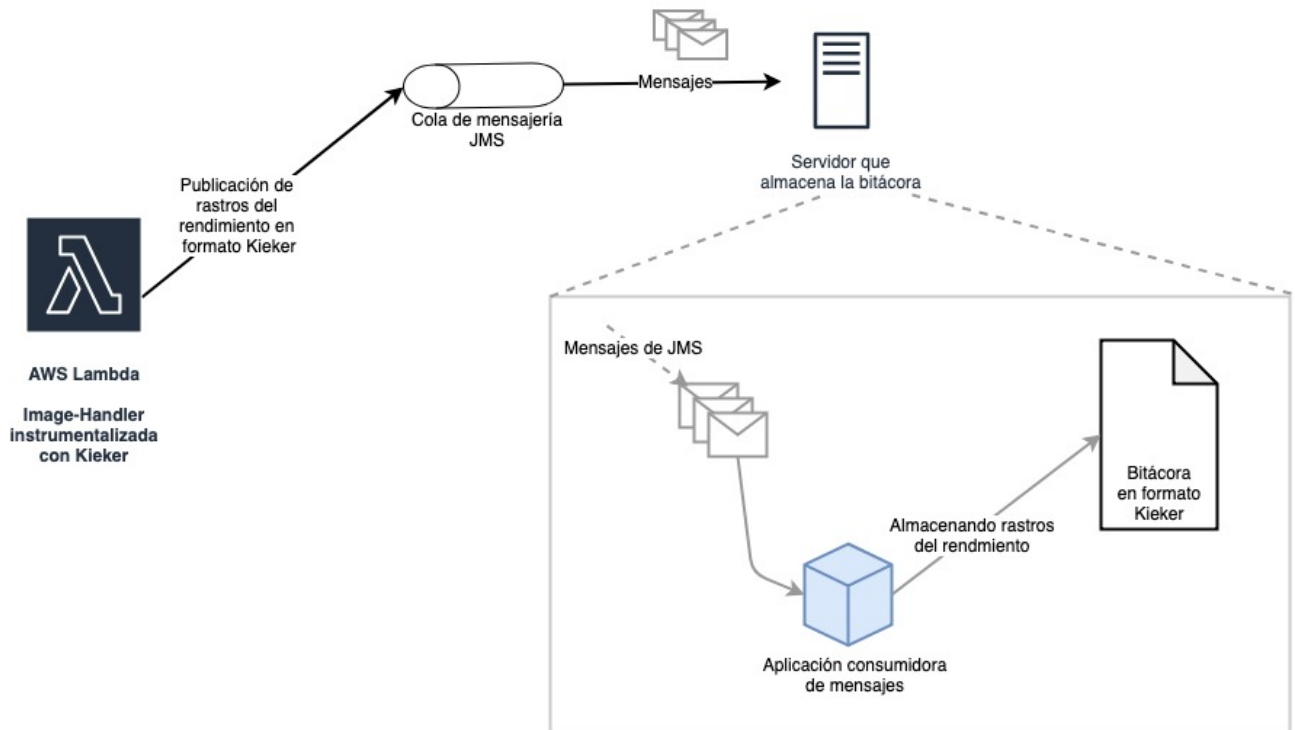 Mensajes
Cola de mensajería
JMS
Servidor que
almacena la bitácora
Publicación de
rastros del
rendimiento en
formato Kieker
AWS Lambda
Image-Handler
instrumentalizada
con Kieker
Mensajes de JMS
Bitácora
en formato
Kieker
Almacenando rastros
del rendmiento
Aplicación consumidora
de mensajes